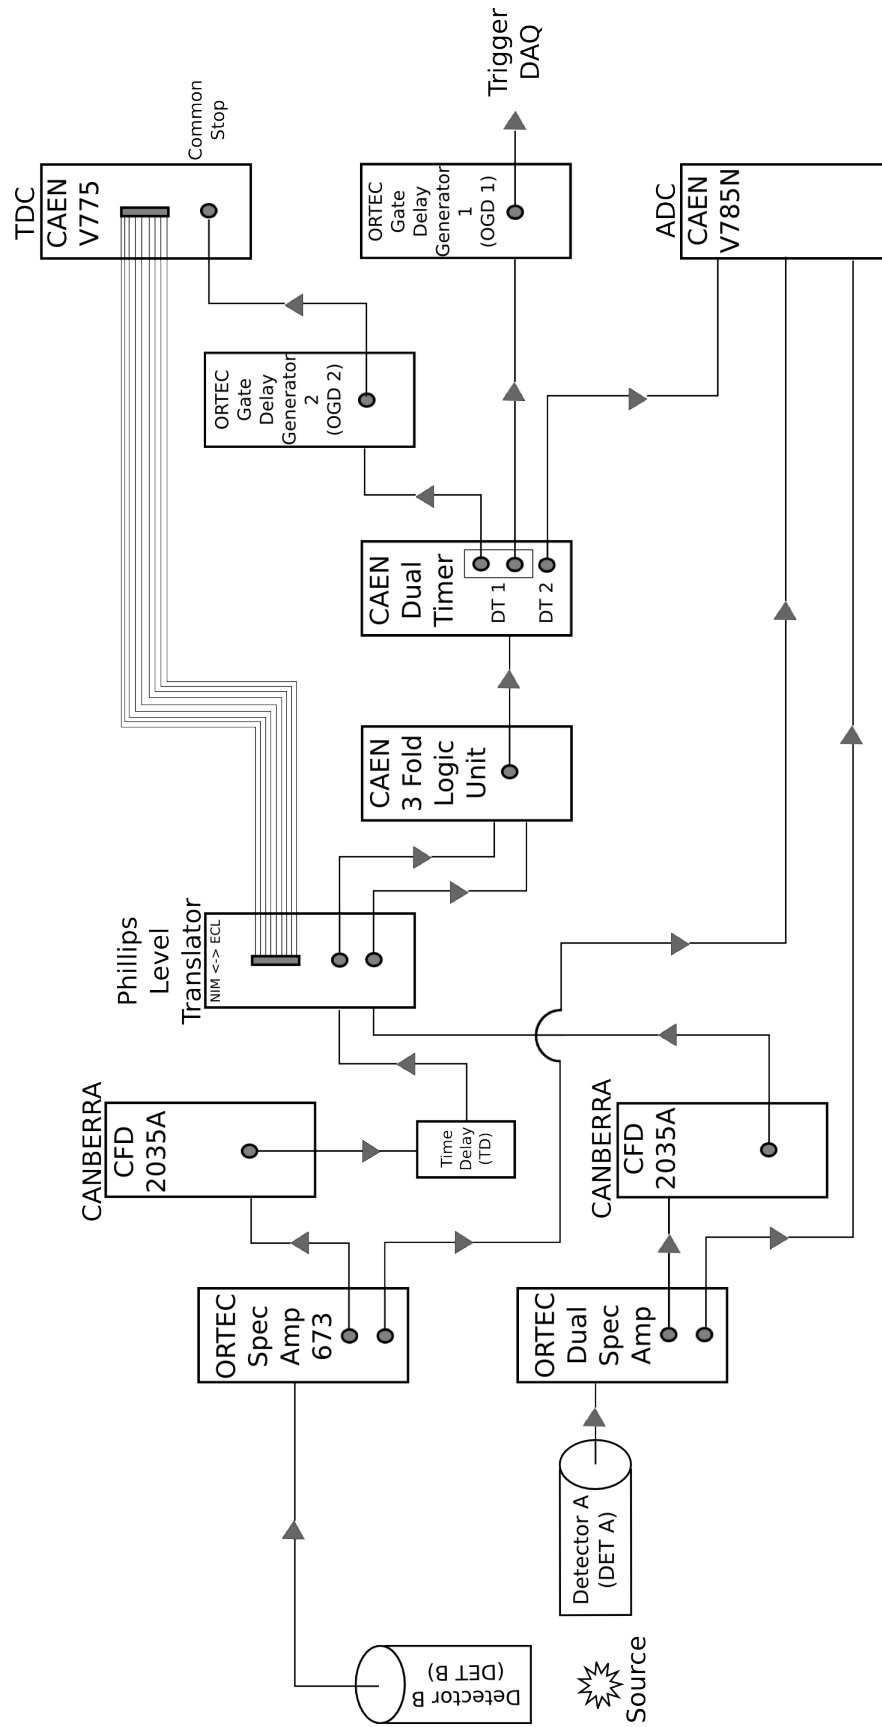 TDC
CAEN
V775
Common
Stop
ORTEC
Gate
Delay
Generator
1
(OGD 1)
Trigger
DAQ
ADC
CAEN
V785N
ORTEC
Gate
Delay
Generator
2
(OGD 2)
CAEN
Dual
Timer
DT 1
DT 2
CAEN
3 Fold
Logic
Unit
Phillips
Level
Translator
NIM <-> ECL
CANBERRA
CFD
2035A
Time
Delay
(TD)
CANBERRA
CFD
2035A
ORTEC
Spec
Amp
673
ORTEC
Dual
Spec
Amp
Detector A
(DET A)
Detector B
(DET B)
Source